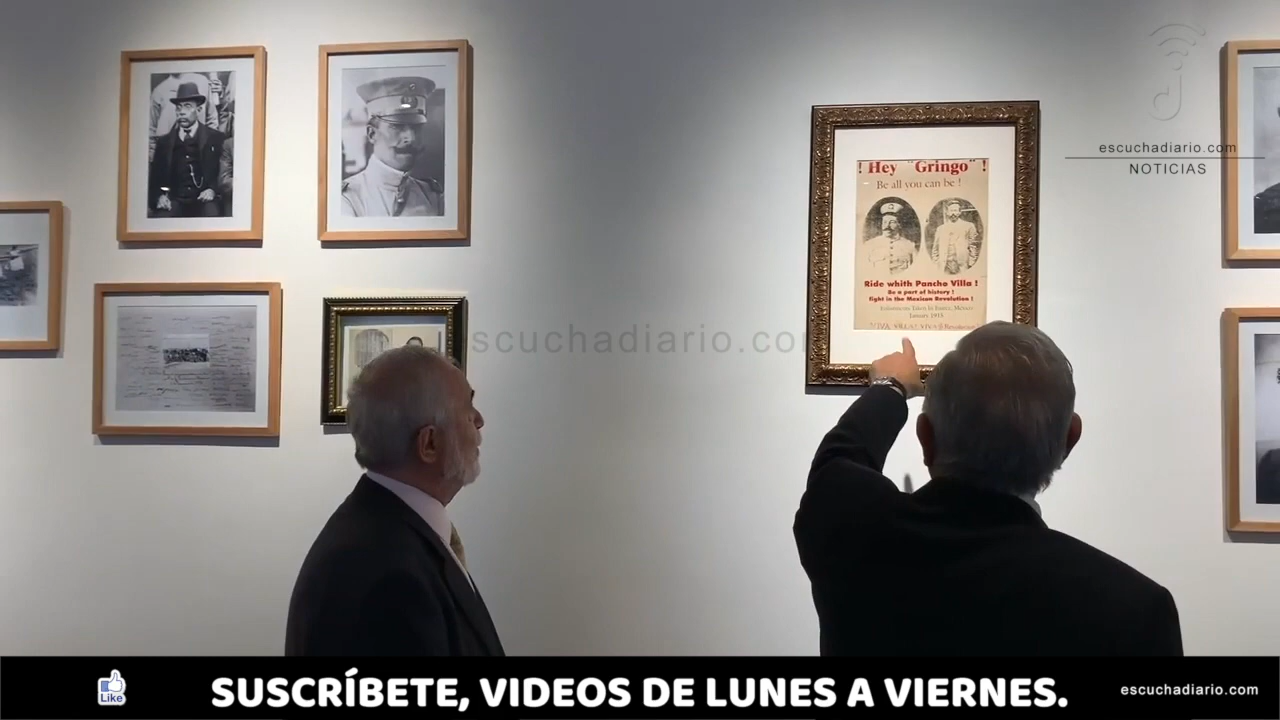 escuchadiario.com
NOTICIAS
! Hey "Gringo" !
Be all you can be !
Ride whith Pancho Villa !
Be a part of history !
fight in the Mexican Revolution !
January 1915
escuchadiario.com
Like
SUSCRÍBETE, VIDEOS DE LUNES A VIERNES.
escuchadiario.com